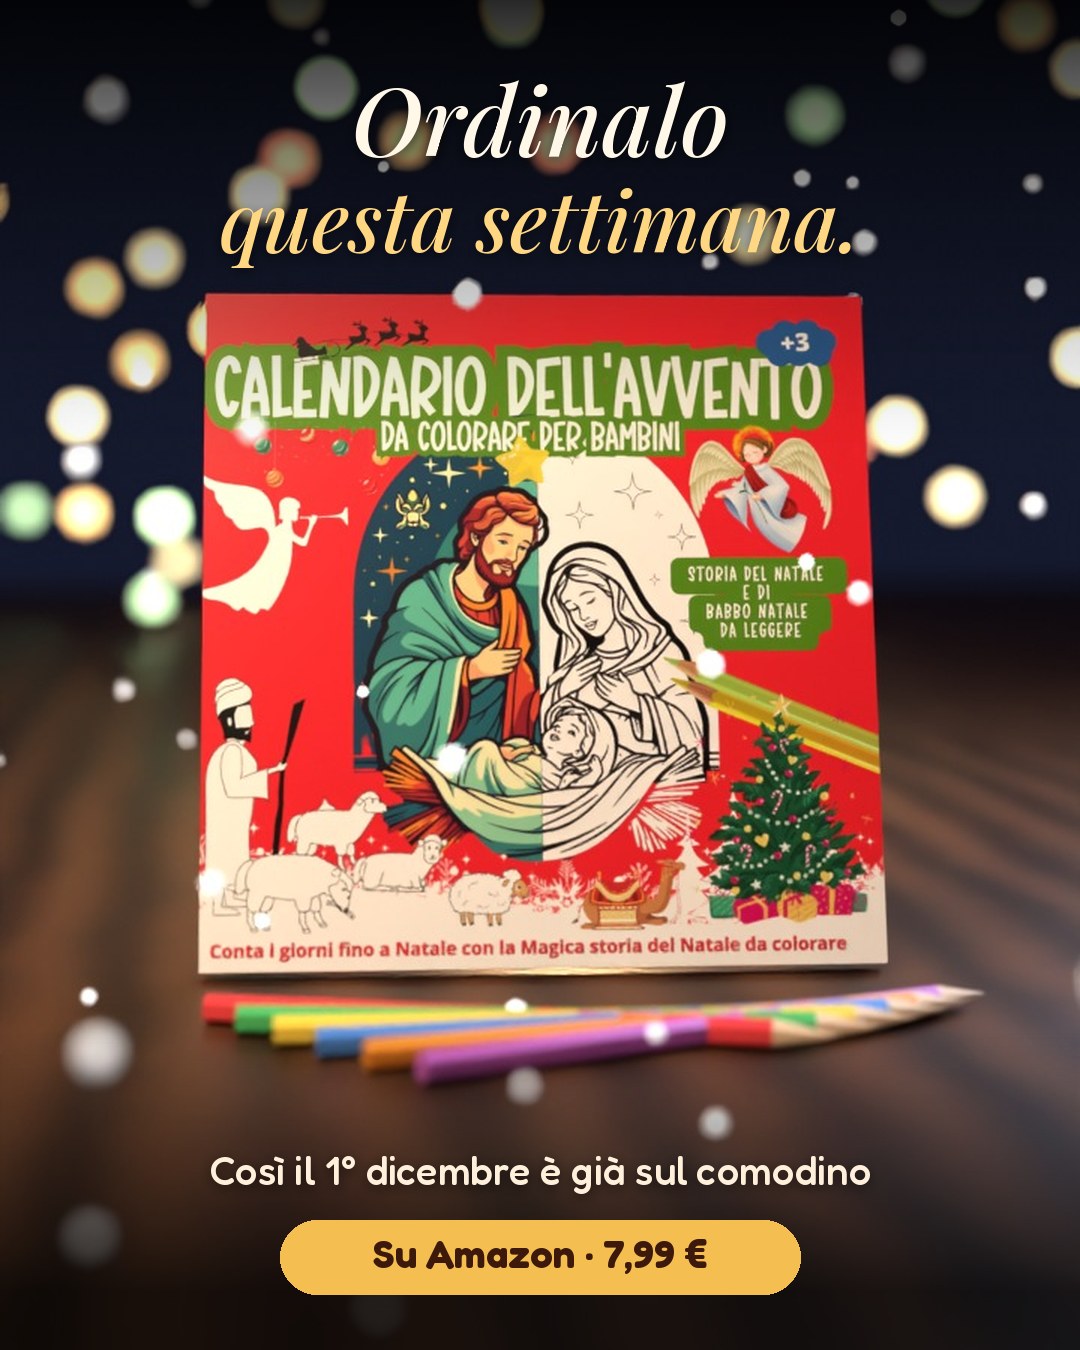 Ordinalo
questa settimana.
+3
CALENDARIO DELL'AVVENTO
DA COLORARE PER BAMBINI
STORIA DEL NATALE
E DI
BABBO NATALE
DA LEGGERE
Conta i giorni fino a Natale con la Magica storia del Natale da colorare
Così il 1° dicembre è già sul comodino
Su Amazon · 7,99 €